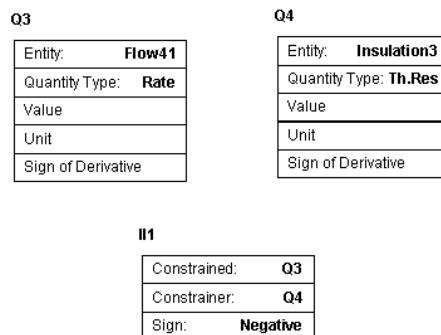 Q3
Entity: Flow41
Quantity Type: Rate
Value
Unit
Sign of Derivative
Q4
Entity: Insulation3
Quantity Type: Th.Res
Value
Unit
Sign of Derivative
II1
Constrained: Q3
Constrainer: Q4
Sign: Negative